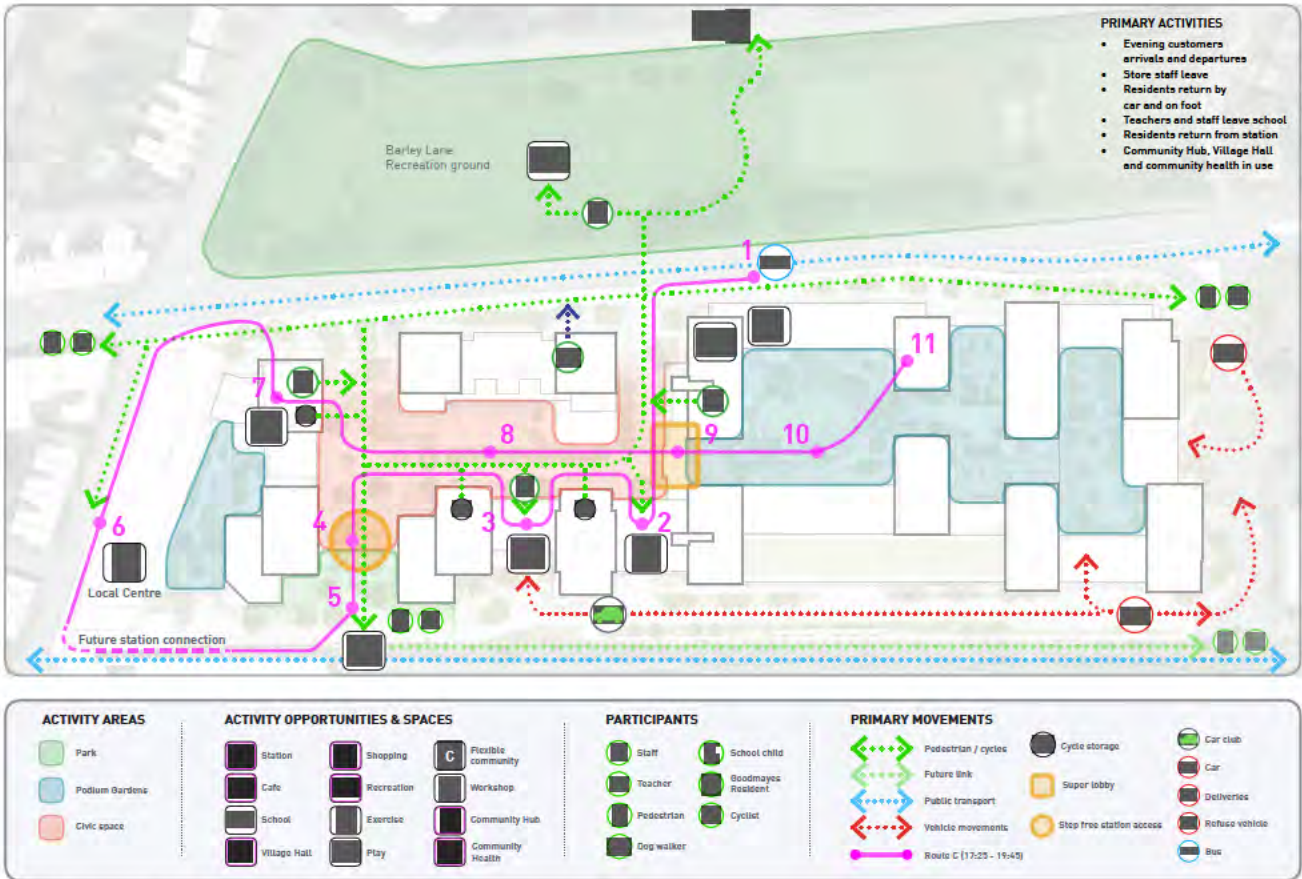 PRIMARY ACTIVITIES
• Evening customers
arrivals and departures
• Store staff leave
• Residents return by
car and on foot
• Teachers and staff leave school
• Residents return from station
• Community Hub, Village Hall
and community health in use
Barley Lane
Recreation ground
1
11
7
8
9
10
6
4
3
2
5
Local Centre
Future station connection
ACTIVITY AREAS
Park
Podium Gardens
Civic space
ACTIVITY OPPORTUNITIES & SPACES
Station
Cafe
School
Village Hall
Shopping
Recreation
Exercise
Play
C
Flexible
community
Workshop
Community Hub
Community
Health
PARTICIPANTS
Staff
Teacher
Pedestrian
Dog walker
School child
Goodmayes
Resident
Cyclist
PRIMARY MOVEMENTS
Pedestrian / cycles
Future link
Public transport
Vehicle movements
Route C (17:25 - 19:45)
Cycle storage
Super lobby
Step free station access
Car club
Car
Deliveries
Refuse vehicle
Bus